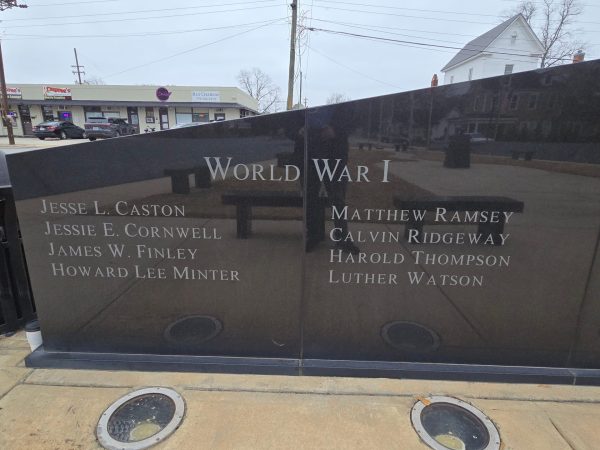 World War I
Jesse L. Caston
Jessie E. Cornwell
James W. Finley
Howard Lee Minter
Matthew Ramsey
Calvin Ridgeway
Harold Thompson
Luther Watson